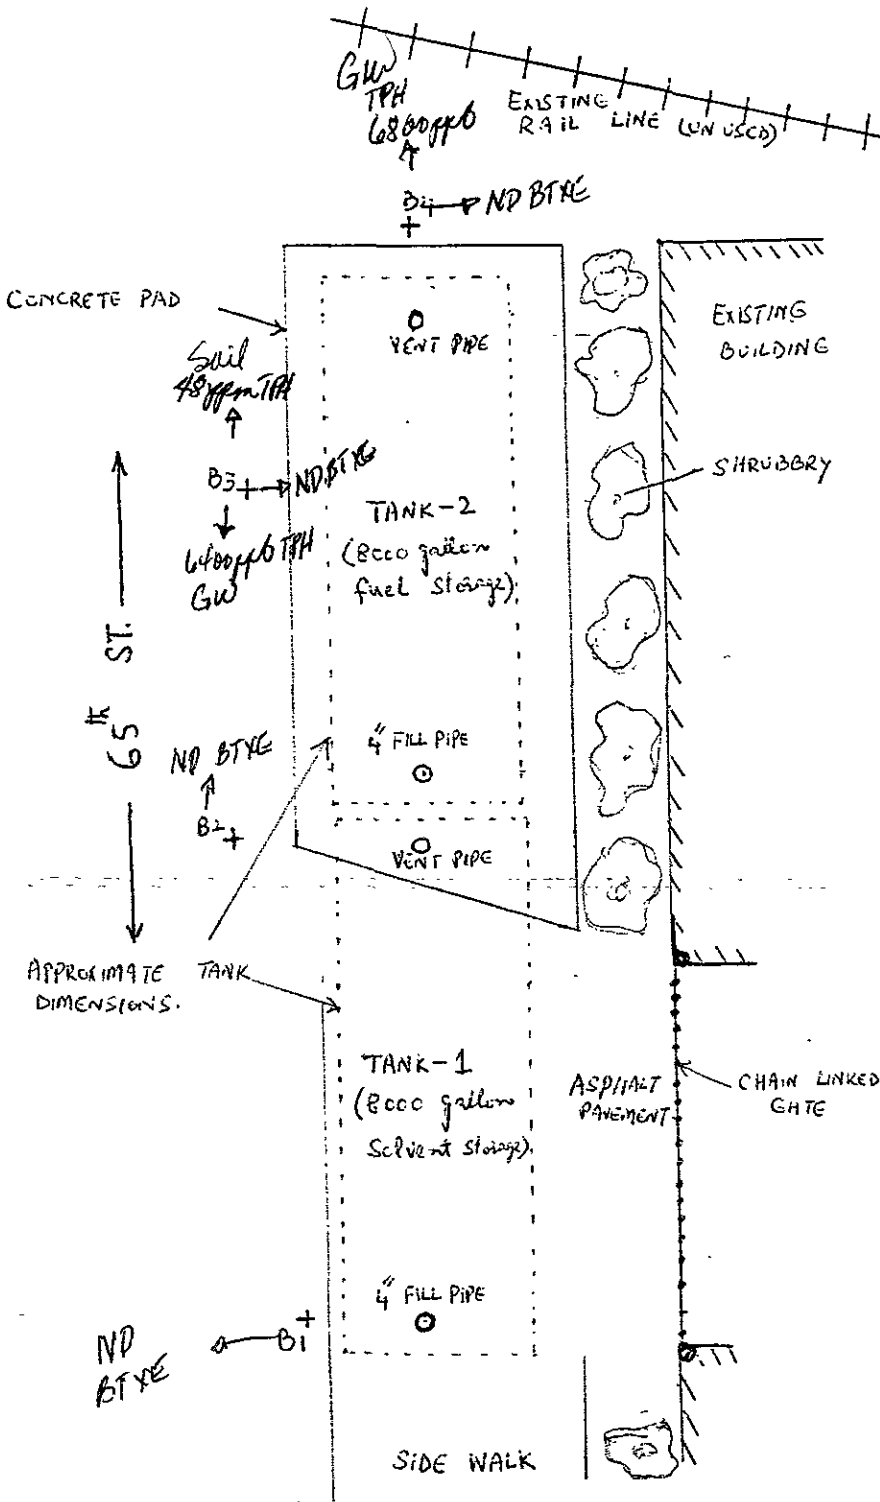 GW
TPH
6800ppb
EXISTING
RAIL LINE (UNUSED)
B4 ND BTXE
CONCRETE PAD
VENT PIPE
EXISTING
BUILDING
Soil
48ppm TPH
B3 ND BTXE
SHRUBBRY
TANK-2
(8000 gallon
fuel storage)
6400ppb TPH
GW
65TH ST.
ND BTXE
4" FILL PIPE
B2
VENT PIPE
APPROXIMATE TANK
DIMENSIONS.
TANK-1
(8000 gallon
Solvent storage)
ASPHALT
PAVEMENT
CHAIN LINKED
GATE
4" FILL PIPE
B1
ND
BTXE
SIDE WALK